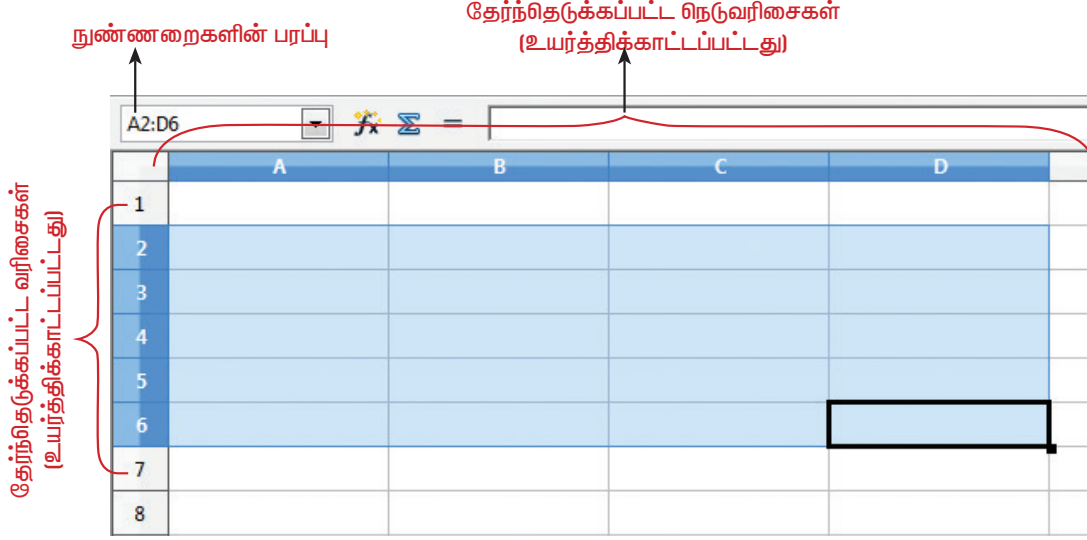 நுண்ணறைகளின் பரப்பு
தேர்ந்தெடுக்கப்பட்ட நெடுவரிசைகள்
(உயர்த்திக்காட்டப்பட்டது)
A2:D6
fx Σ =
A B C D
தேர்ந்தெடுக்கப்பட்ட வரிசைகள்
(உயர்த்திக்காட்டப்பட்டது)
1
2
3
4
5
6
7
8